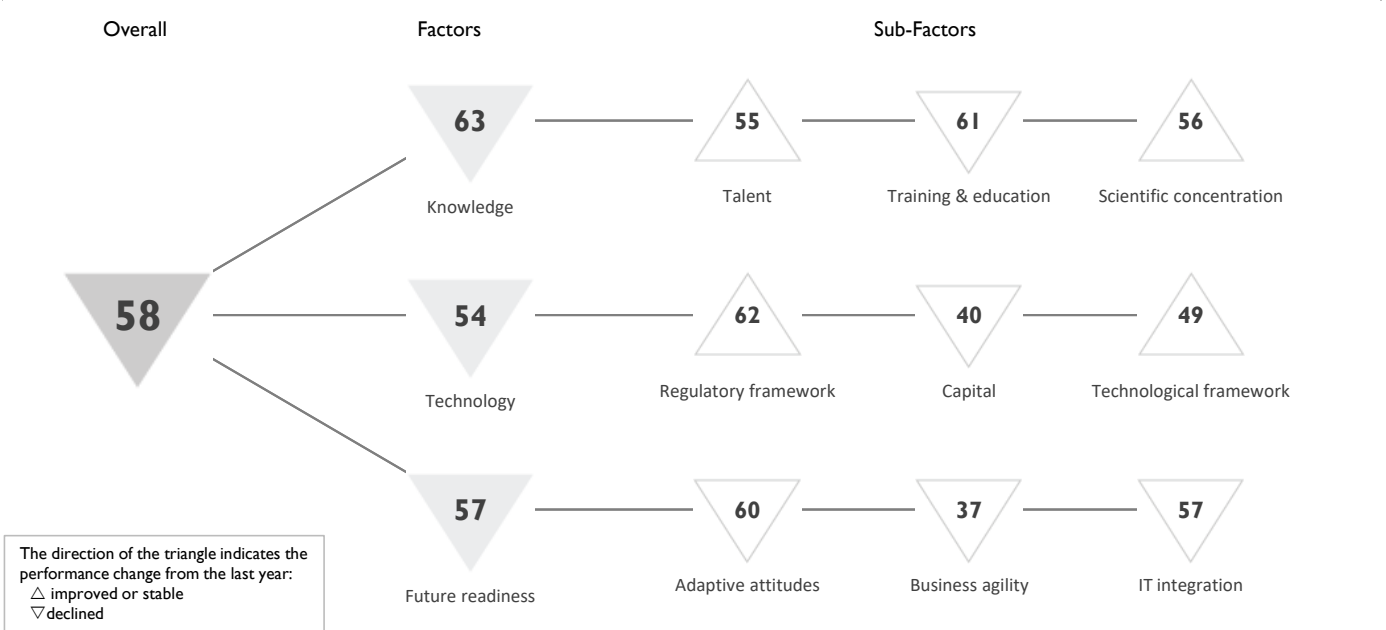 Overall Factors Sub-Factors
63 55 61 56
Knowledge Talent Training & education Scientific concentration
58 54 62 40 49
Technology Regulatory framework Capital Technological framework
57 60 37 57
Future readiness Adaptive attitudes Business agility IT integration
The direction of the triangle indicates the
performance change from the last year:
△ improved or stable
▽ declined